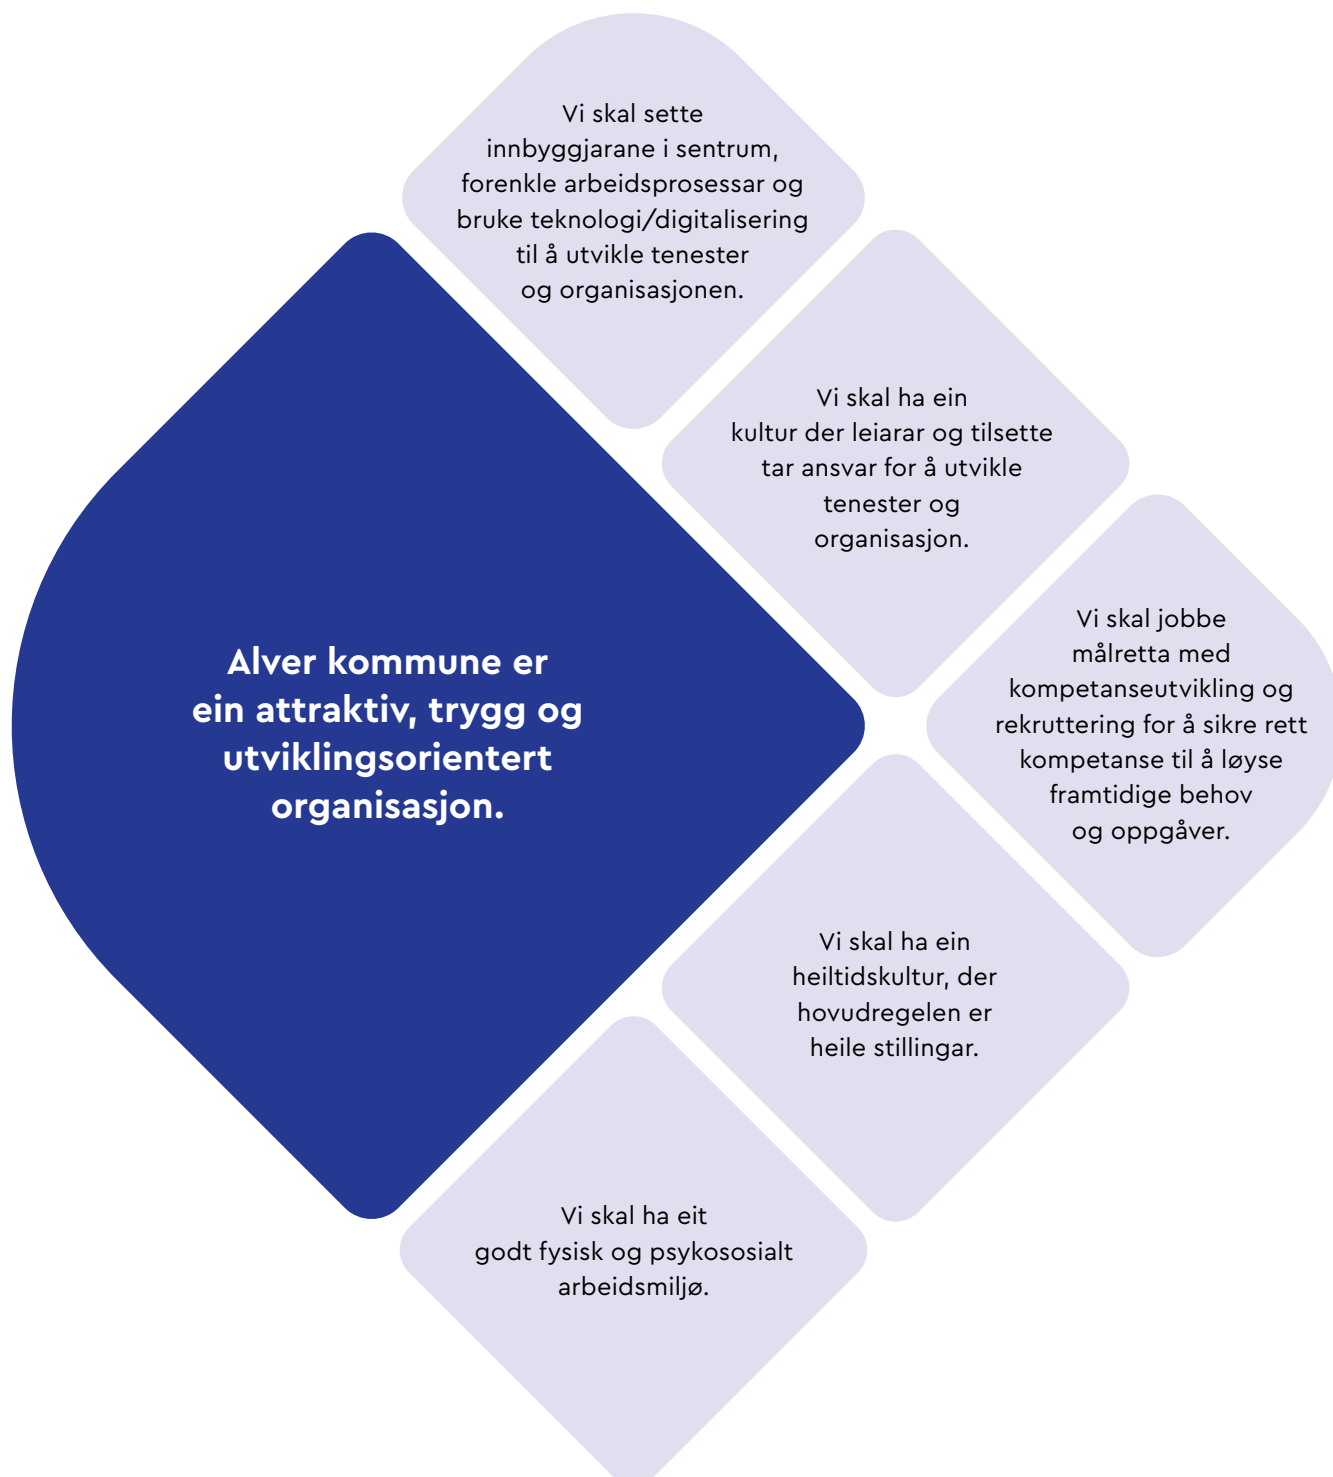 Vi skal sette
innbyggjarane i sentrum,
forenkle arbeidsprosessar og
bruke teknologi/digitalisering
til å utvikle tenester
og organisasjonen.
Vi skal ha ein
kultur der leiarar og tilsette
tar ansvar for å utvikle
tenester og
organisasjon.
Vi skal jobbe
målretta med
kompetanseutvikling og
rekruttering for å sikre rett
kompetanse til å løyse
framtidige behov
og oppgåver.
Alver kommune er
ein attraktiv, trygg og
utviklingsorientert
organisasjon.
Vi skal ha ein
heiltidskultur, der
hovudregelen er
heile stillingar.
Vi skal ha eit
godt fysisk og psykososialt
arbeidsmiljø.